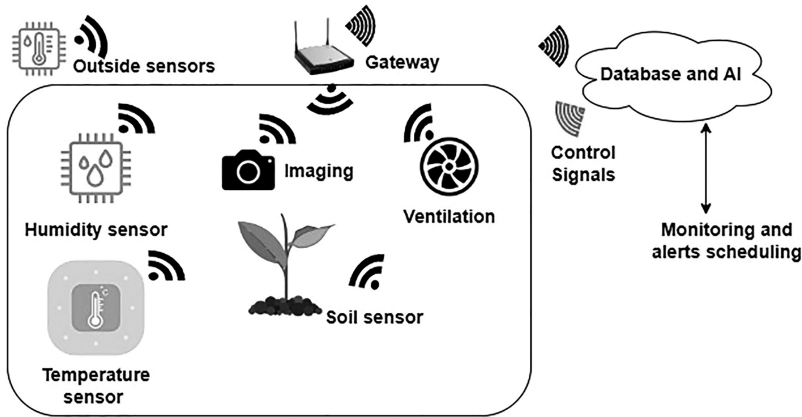 Outside sensors
Gateway
Database and AI
Imaging
Control
Signals
Humidity sensor
Ventilation
Monitoring and
alerts scheduling
°C
Soil sensor
Temperature
sensor